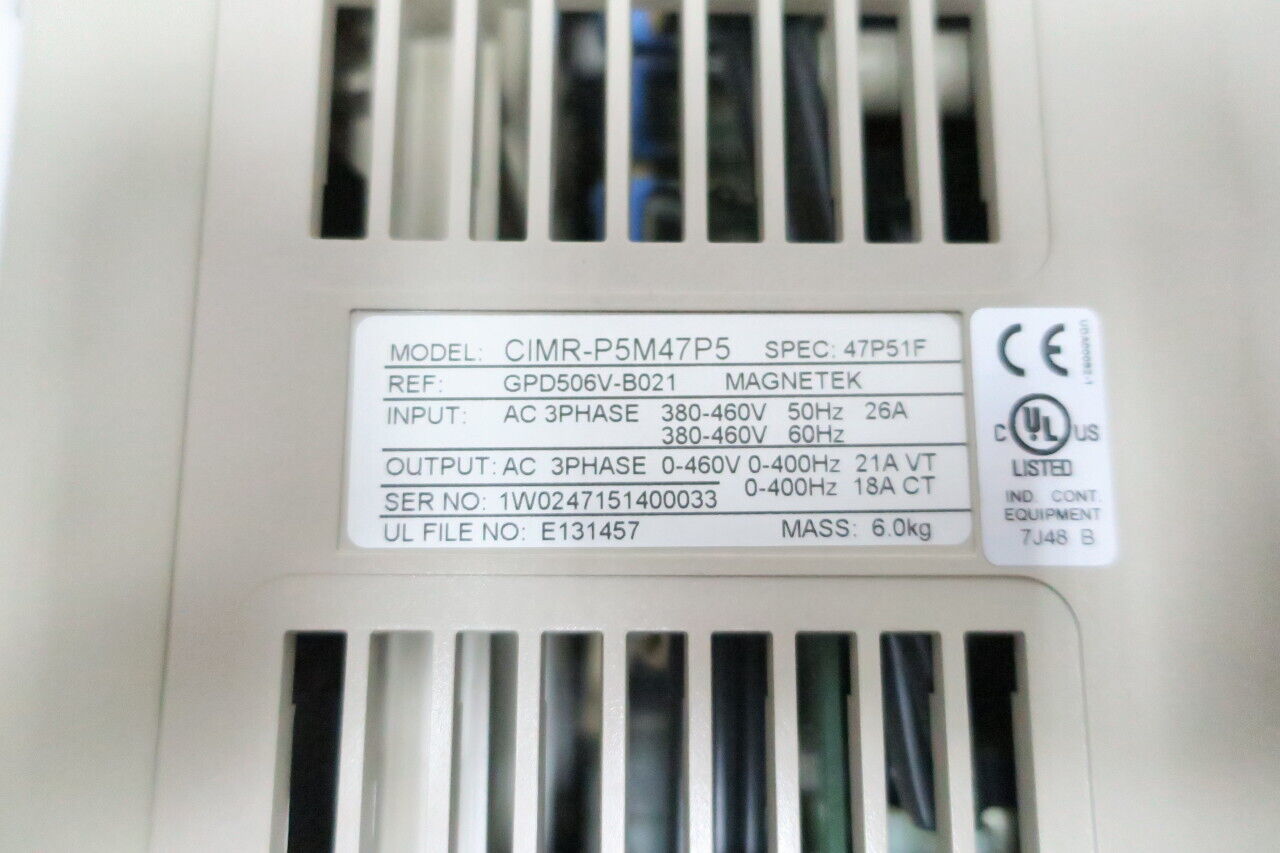 MODEL: CIMR-P5M47P5 SPEC: 47P51F
REF: GPD506V-B021 MAGNETEK
INPUT: AC 3PHASE 380-460V 50Hz 26A
380-460V 60Hz
OUTPUT: AC 3PHASE 0-460V 0-400Hz 21A VT
0-400Hz 18A CT
SER NO: 1W0247151400033
UL FILE NO: E131457 MASS: 6.0kg
CE
C UL US
LISTED
IND. CONT.
EQUIPMENT
7J48 B